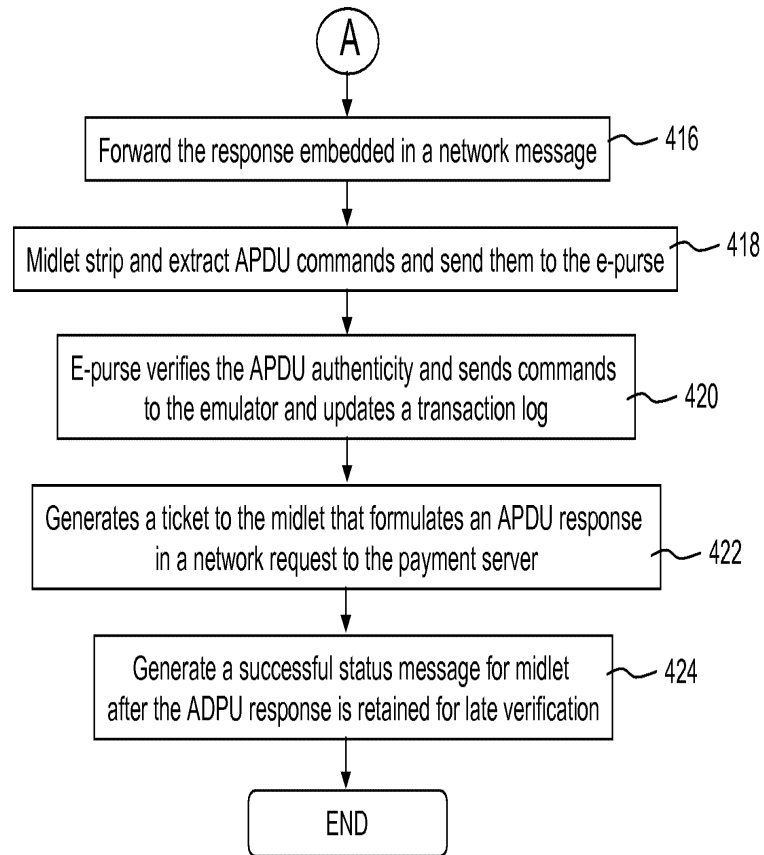 A
Forward the response embedded in a network message
416
Midlet strip and extract APDU commands and send them to the e-purse
418
E-purse verifies the APDU authenticity and sends commands
to the emulator and updates a transaction log
420
Generates a ticket to the midlet that formulates an APDU response
in a network request to the payment server
422
Generate a successful status message for midlet
after the ADPU response is retained for late verification
424
END